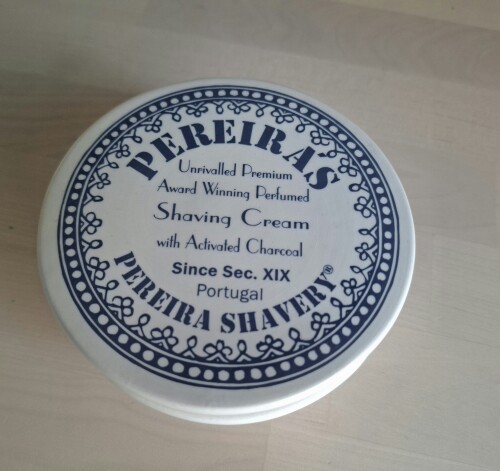 PEREIRAS
Unrivalled Premium
Award Winning Perfumed
Shaving Cream
with Activated Charcoal
Since Sec. XIX
Portugal
PEREIRA SHAVERY®